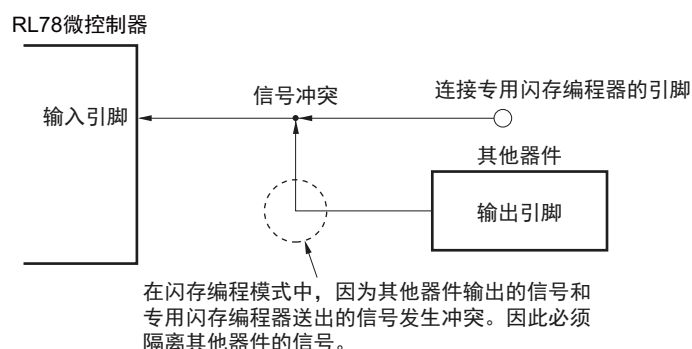 RL78微控制器
信号冲突
连接专用闪存编程器的引脚
输入引脚
其他器件
输出引脚
在闪存编程模式中，因为其他器件输出的信号和
专用闪存编程器送出的信号发生冲突。因此必须
隔离其他器件的信号。